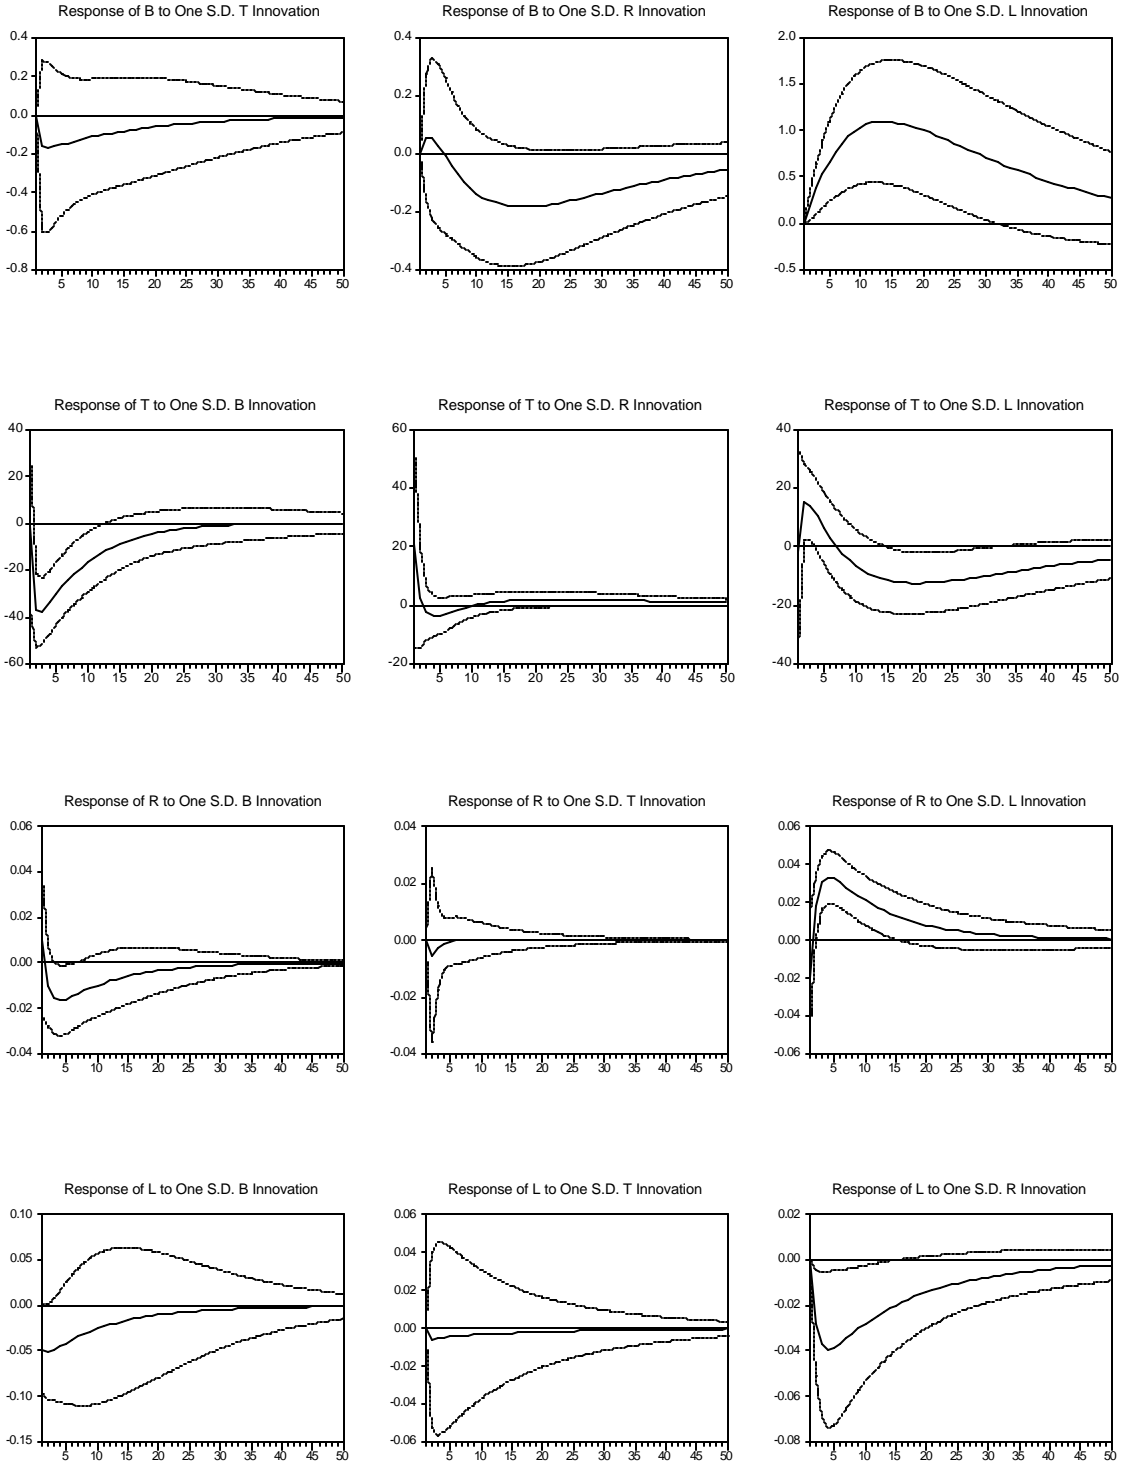 Response of B to One S.D. T Innovation
0.4
0.2
0.0
-0.2
-0.4
-0.6
-0.8
5 10 15 20 25 30 35 40 45 50
Response of B to One S.D. R Innovation
0.4
0.2
0.0
-0.2
-0.4
5 10 15 20 25 30 35 40 45 50
Response of B to One S.D. L Innovation
2.0
1.5
1.0
0.5
0.0
-0.5
5 10 15 20 25 30 35 40 45 50
Response of T to One S.D. B Innovation
40
20
0
-20
-40
-60
5 10 15 20 25 30 35 40 45 50
Response of T to One S.D. R Innovation
60
40
20
0
-20
5 10 15 20 25 30 35 40 45 50
Response of T to One S.D. L Innovation
40
20
0
-20
-40
5 10 15 20 25 30 35 40 45 50
Response of R to One S.D. B Innovation
0.06
0.04
0.02
0.00
-0.02
-0.04
5 10 15 20 25 30 35 40 45 50
Response of R to One S.D. T Innovation
0.04
0.02
0.00
-0.02
-0.04
5 10 15 20 25 30 35 40 45 50
Response of R to One S.D. L Innovation
0.06
0.04
0.02
0.00
-0.02
-0.04
-0.06
5 10 15 20 25 30 35 40 45 50
Response of L to One S.D. B Innovation
0.10
0.05
0.00
-0.05
-0.10
-0.15
5 10 15 20 25 30 35 40 45 50
Response of L to One S.D. T Innovation
0.06
0.04
0.02
0.00
-0.02
-0.04
-0.06
5 10 15 20 25 30 35 40 45 50
Response of L to One S.D. R Innovation
0.02
0.00
-0.02
-0.04
-0.06
-0.08
5 10 15 20 25 30 35 40 45 50